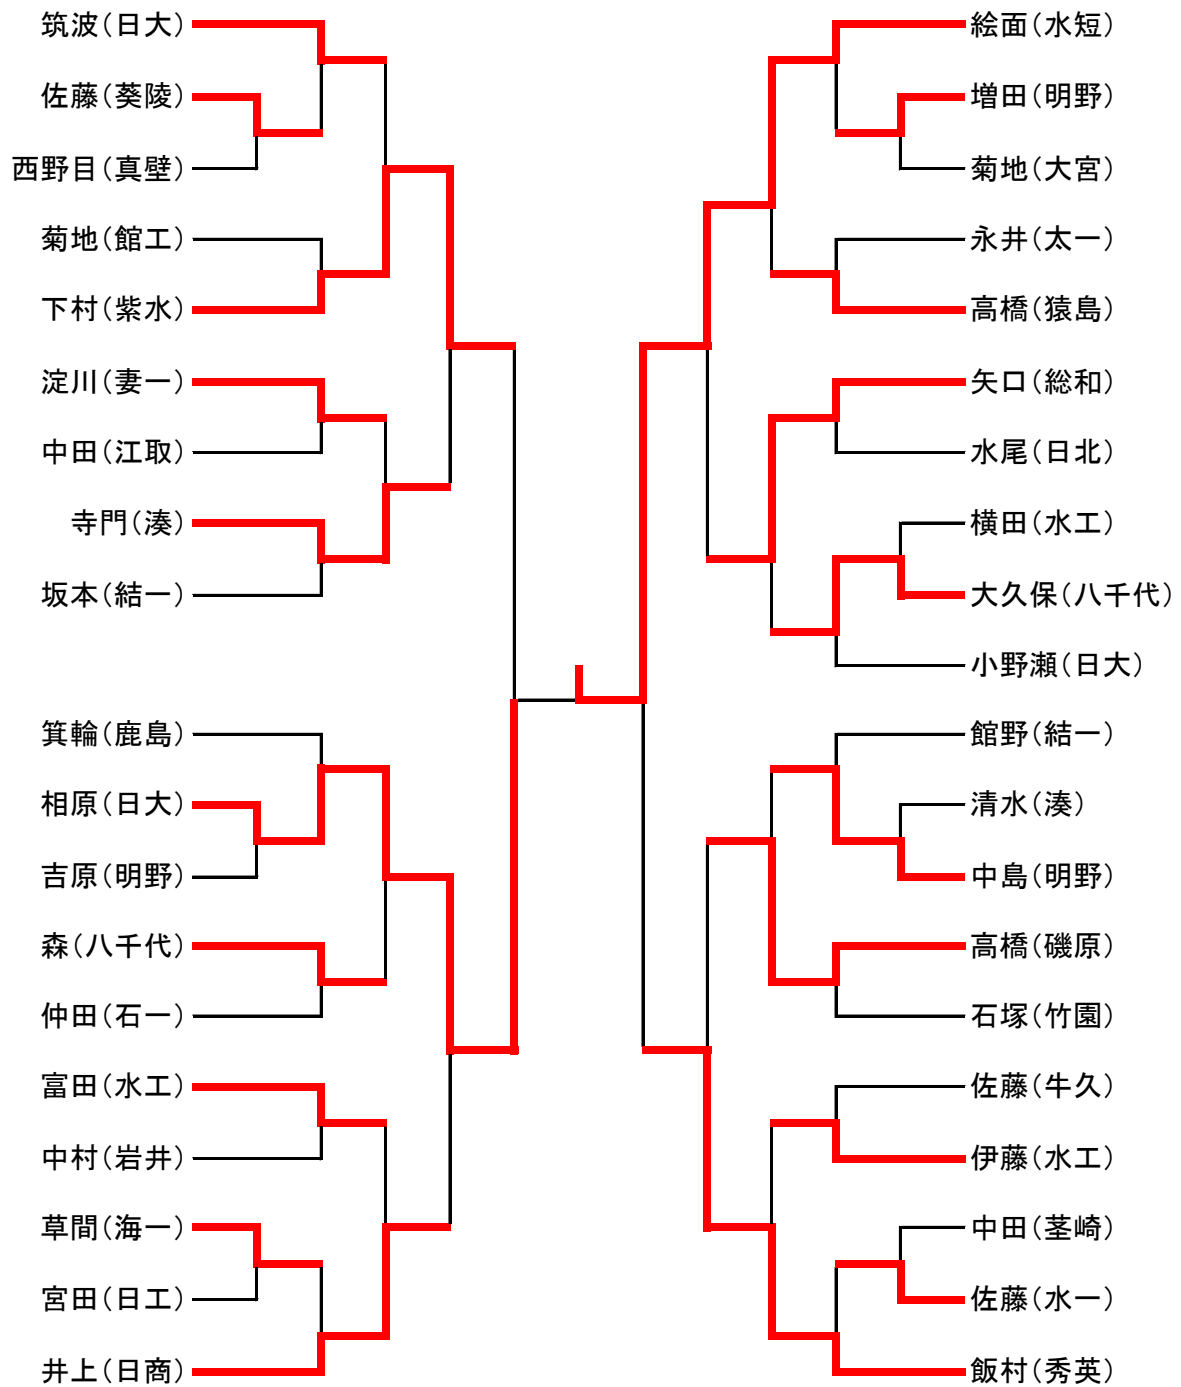 筑波(日大)
佐藤(葵陵)
西野目(真壁)
菊地(館工)
下村(紫水)
淀川(妻一)
中田(江取)
寺門(湊)
坂本(結一)
箕輪(鹿島)
相原(日大)
吉原(明野)
森(八千代)
仲田(石一)
富田(水工)
中村(岩井)
草間(海一)
宮田(日工)
井上(日商)
絵面(水短)
増田(明野)
菊地(大宮)
永井(太一)
高橋(猿島)
矢口(総和)
水尾(日北)
横田(水工)
大久保(八千代)
小野瀬(日大)
館野(結一)
清水(湊)
中島(明野)
高橋(磯原)
石塚(竹園)
佐藤(牛久)
伊藤(水工)
中田(茎崎)
佐藤(水一)
飯村(秀英)